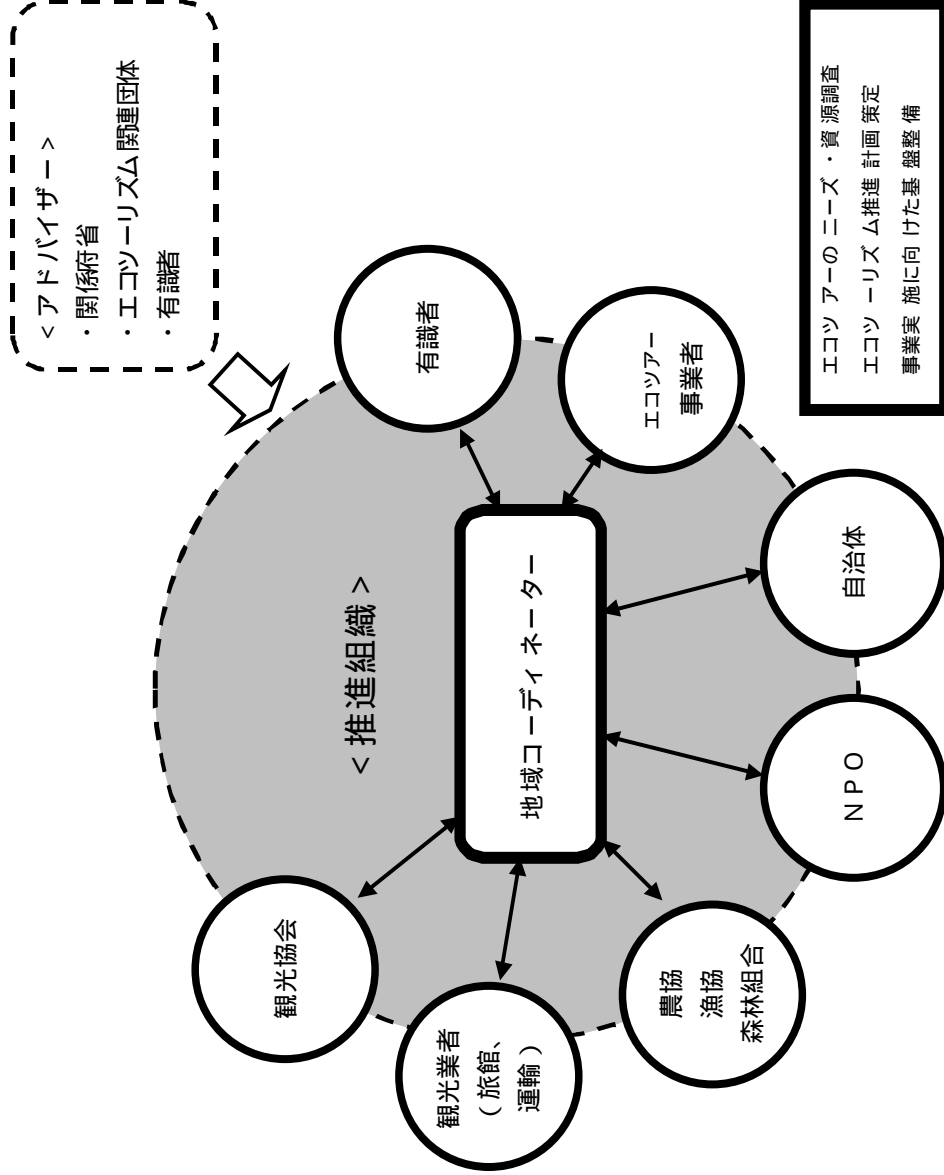 ＜アドバイザー＞
・関係府省
・エコツーリズム関連団体
・有識者
＜推進組織＞
地域コーディネーター
観光協会
観光業者
（旅館、
運輸）
農協
漁協
森林組合
ＮＰＯ
自治体
エコツアー
事業者
有識者
エコツアーのニーズ・資源調査
エコツーリズム推進計画策定
事業実施に向けた基盤整備